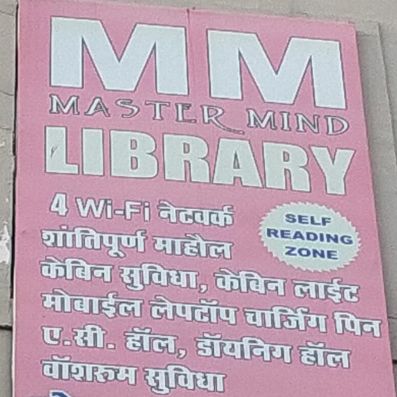 MM
MASTER MIND
LIBRARY
4 Wi-Fi नेटवर्क
SELF
READING
ZONE
शांतिपूर्ण माहौल
केबिन सुविधा, केबिन लाईट
मोबाईल लेपटॉप चार्जिंग पिन
ए.सी. हॉल, डॉयनिग हॉल
वॉशरूम सुविधा